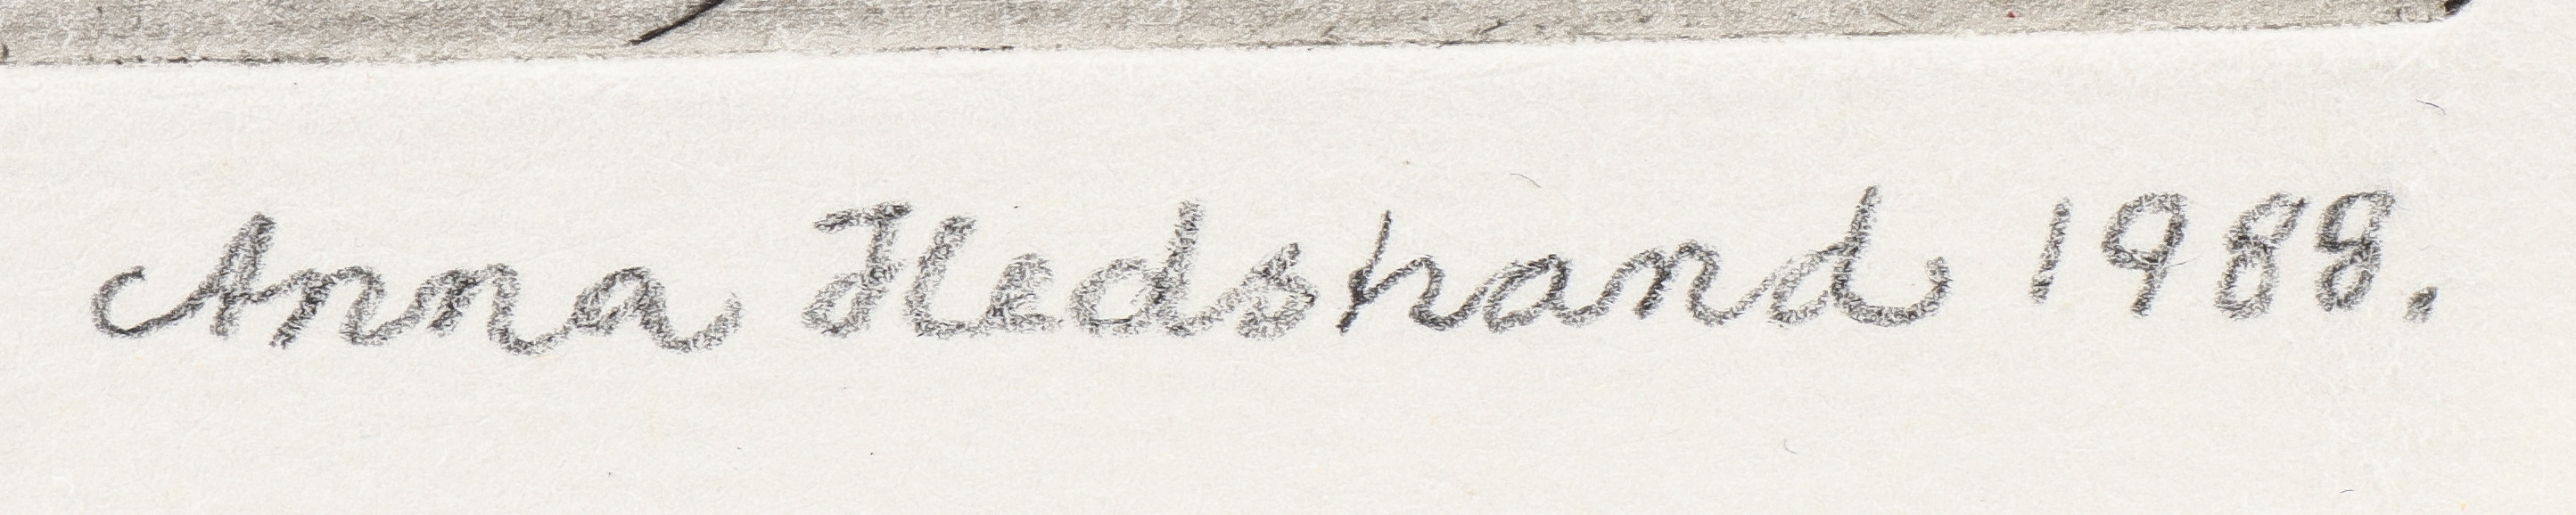 Anna Hedstrand 1988.